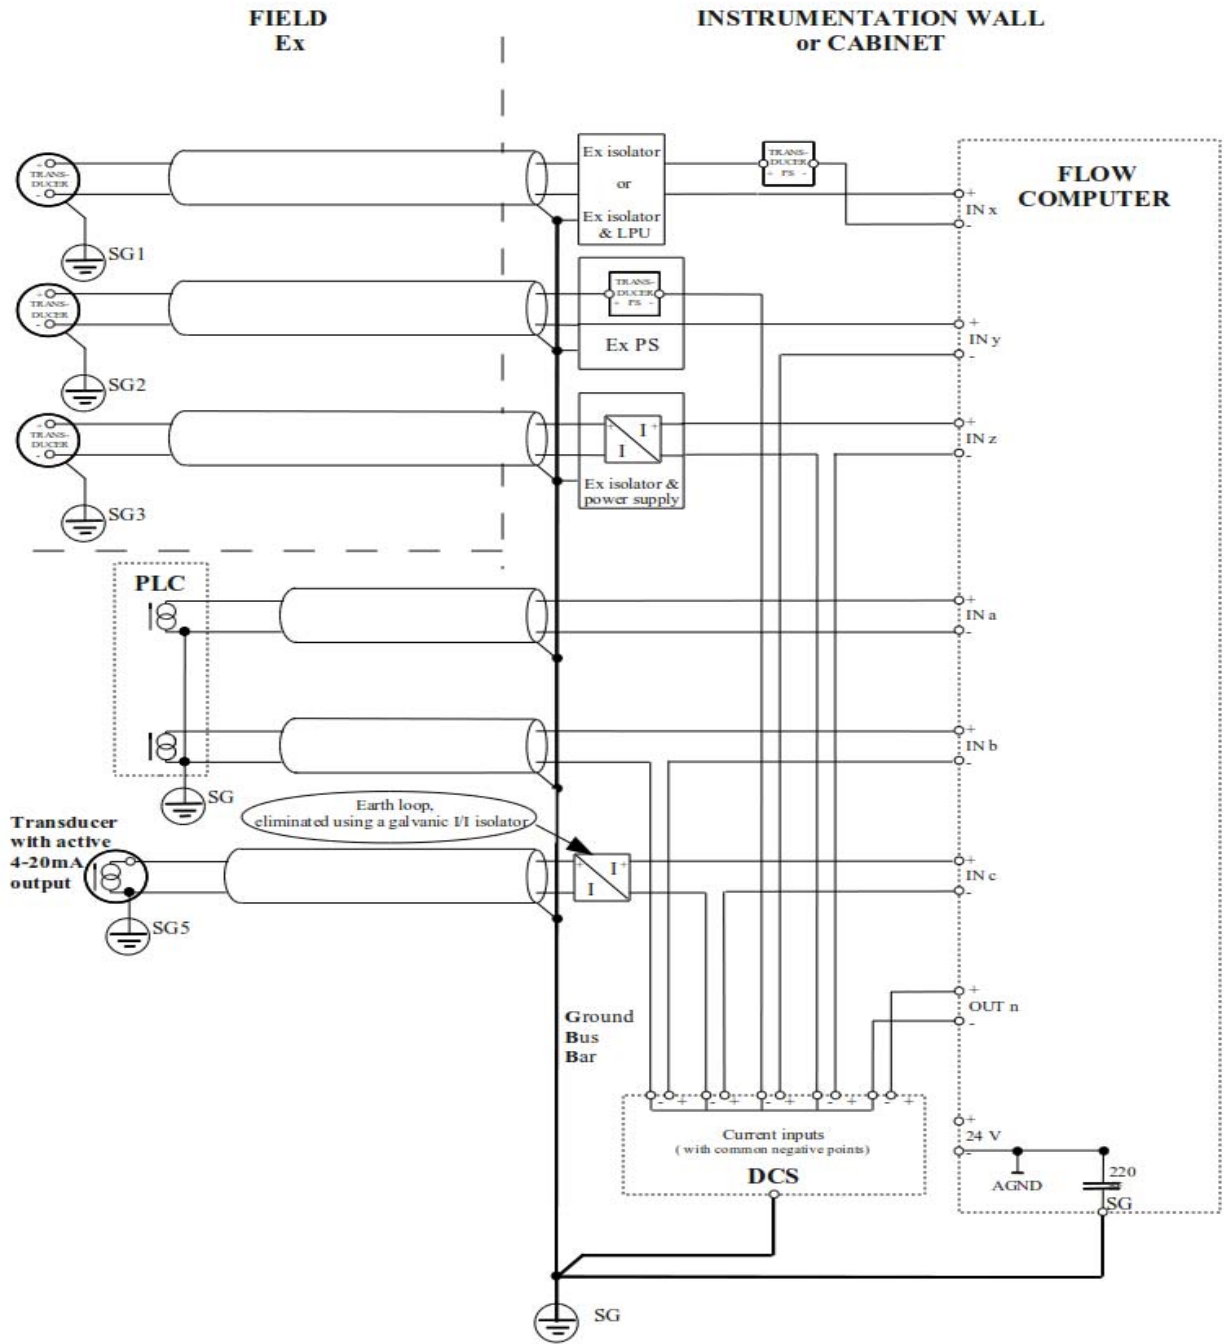 FIELD
Ex
INSTRUMENTATION WALL
or CABINET
+
TRANS-
DUCER
-
SG1
Ex isolator
or
Ex isolator
& LPU
TRANS-
DUCER
+ PS -
FLOW
COMPUTER
+
IN x
-
+
TRANS-
DUCER
-
SG2
TRANS-
DUCER
+ PS -
Ex PS
+
IN y
-
+
TRANS-
DUCER
-
SG3
+ I +
I
Ex isolator &
power supply
+
IN z
-
PLC
+
IN a
-
+
IN b
-
SG
Earth loop,
eliminated using a galvanic I/I isolator
Transducer
with active
4-20mA
output
SG5
+ I +
I
+
IN c
-
Ground
Bus
Bar
+
OUT n
-
- + - + - + - + - +
Current inputs
( with common negative points)
DCS
+
24 V
-
AGND
220
SG
SG